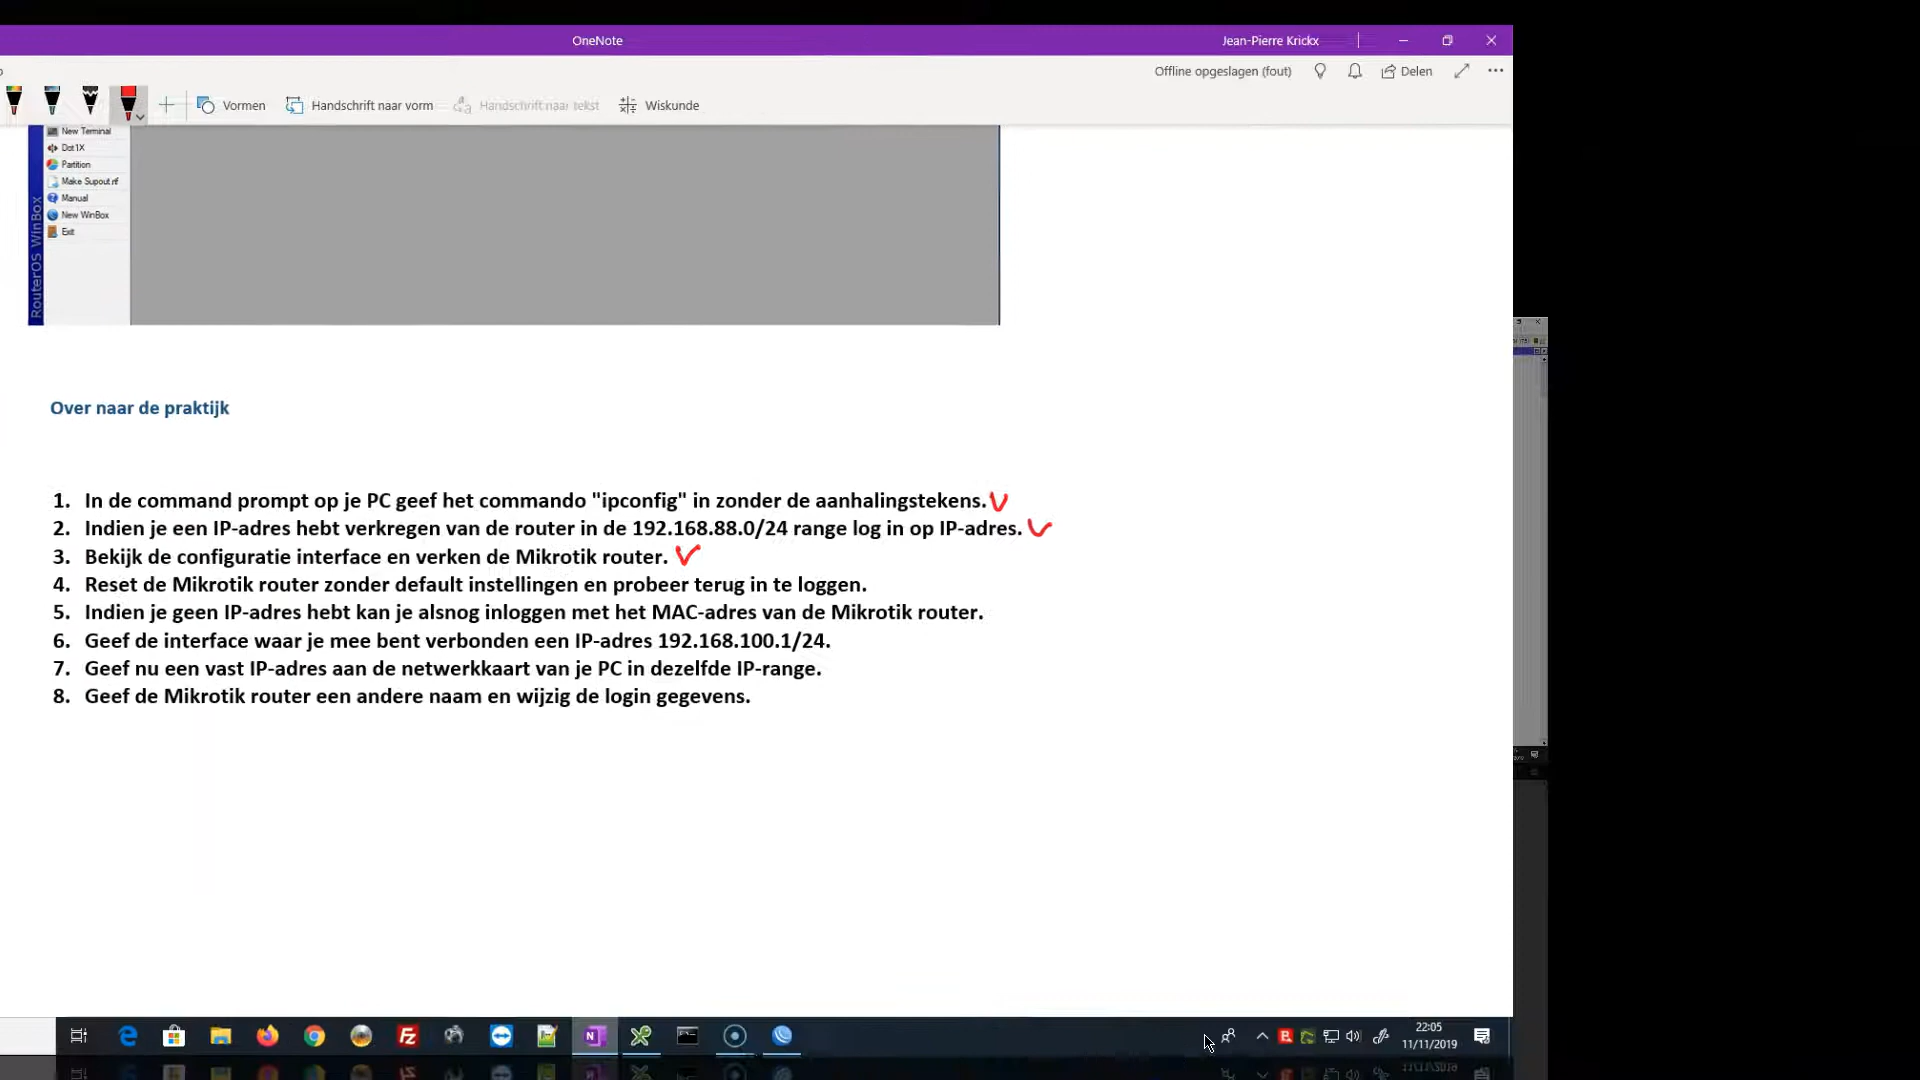 OneNote
Jean-Pierre Krickx
Offline opgeslagen (fout)
Delen
Vormen
Handschrift naar vorm
Handschrift naar tekst
Wiskunde
New Terminal
Dot1X
Partition
Make Supout.rif
Manual
New WinBox
Exit
RouterOS WinBox
Over naar de praktijk
1. In de command prompt op je PC geef het commando "ipconfig" in zonder de aanhalingstekens.
2. Indien je een IP-adres hebt verkregen van de router in de 192.168.88.0/24 range log in op IP-adres.
3. Bekijk de configuratie interface en verken de Mikrotik router.
4. Reset de Mikrotik router zonder default instellingen en probeer terug in te loggen.
5. Indien je geen IP-adres hebt kan je alsnog inloggen met het MAC-adres van de Mikrotik router.
6. Geef de interface waar je mee bent verbonden een IP-adres 192.168.100.1/24.
7. Geef nu een vast IP-adres aan de netwerkkaart van je PC in dezelfde IP-range.
8. Geef de Mikrotik router een andere naam en wijzig de login gegevens.
22:05
11/11/2019